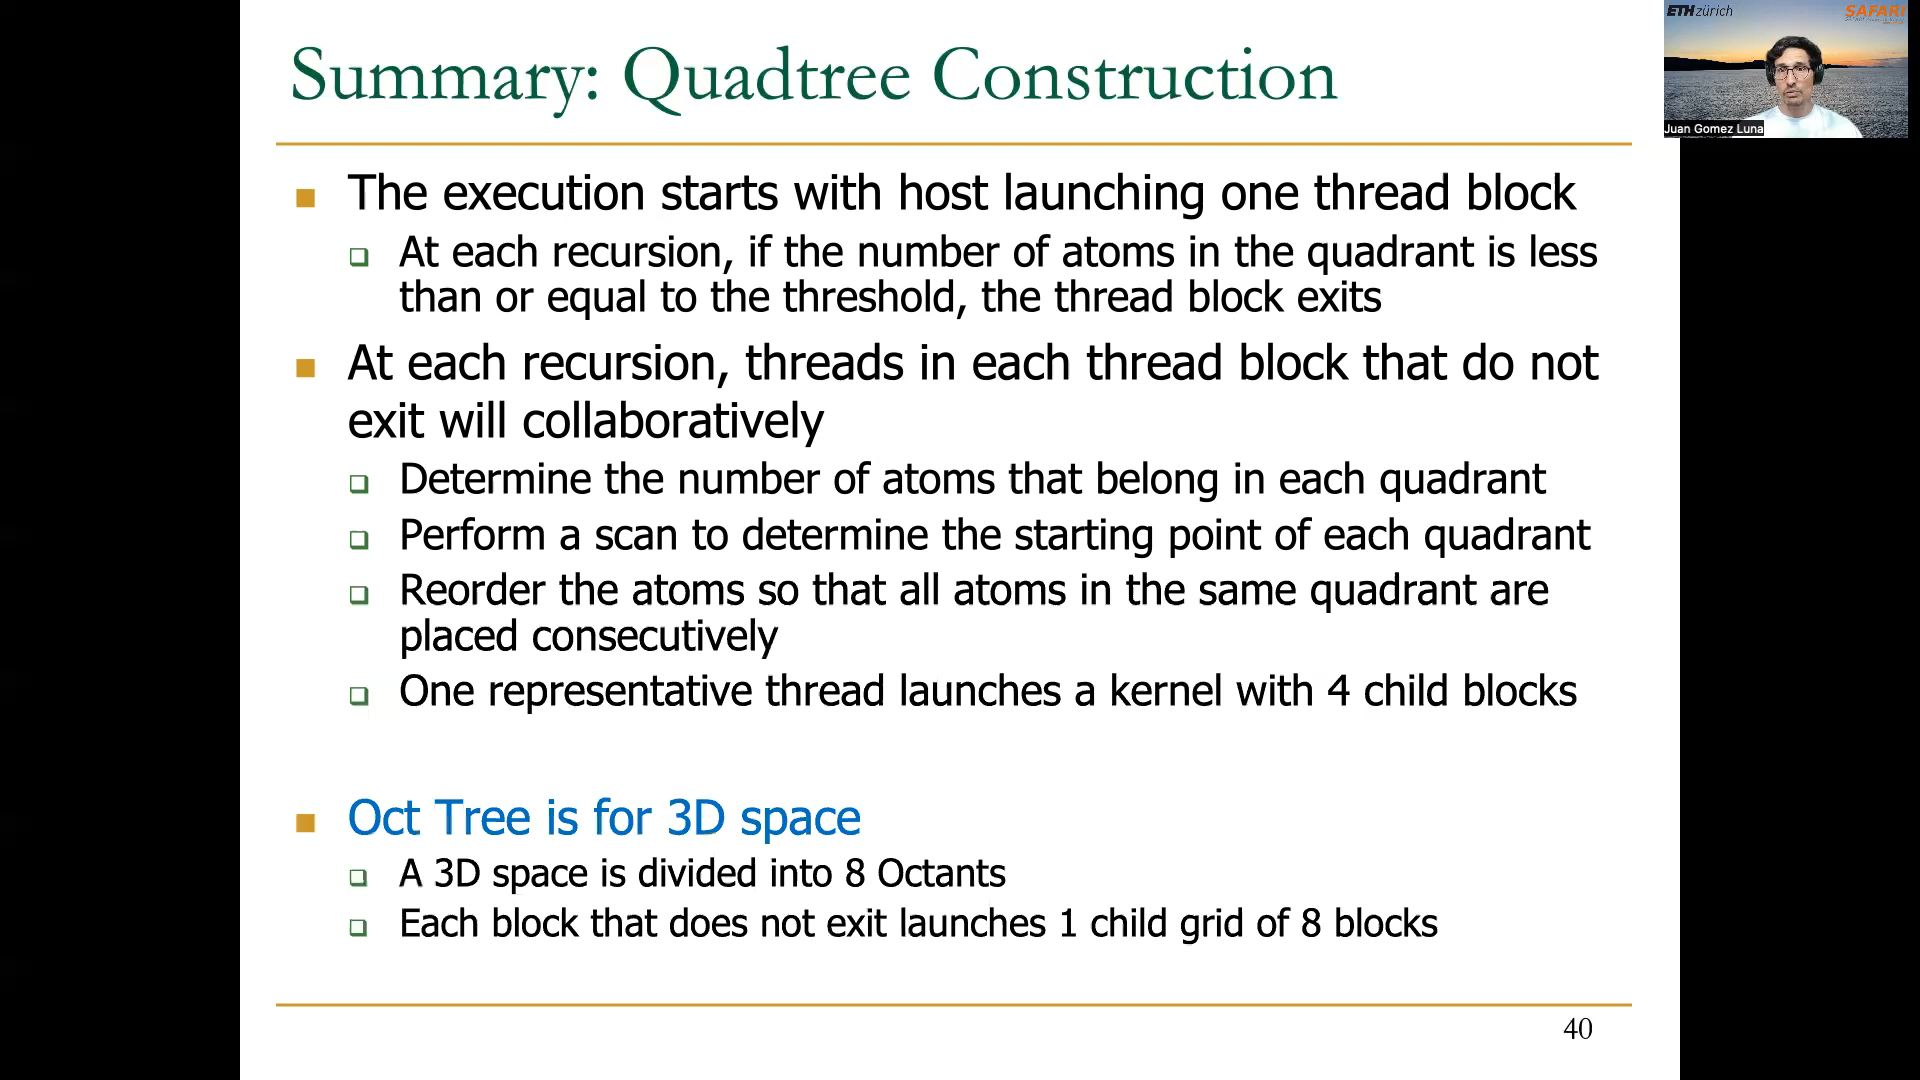 Summary: Quadtree Construction
The execution starts with host launching one thread block
At each recursion, if the number of atoms in the quadrant is less
than or equal to the threshold, the thread block exits
At each recursion, threads in each thread block that do not
exit will collaboratively
Determine the number of atoms that belong in each quadrant
Perform a scan to determine the starting point of each quadrant
Reorder the atoms so that all atoms in the same quadrant are
placed consecutively
One representative thread launches a kernel with 4 child blocks
Oct Tree is for 3D space
A 3D space is divided into 8 Octants
Each block that does not exit launches 1 child grid of 8 blocks
40
ETH zürich
SAFARI
Juan Gomez Luna